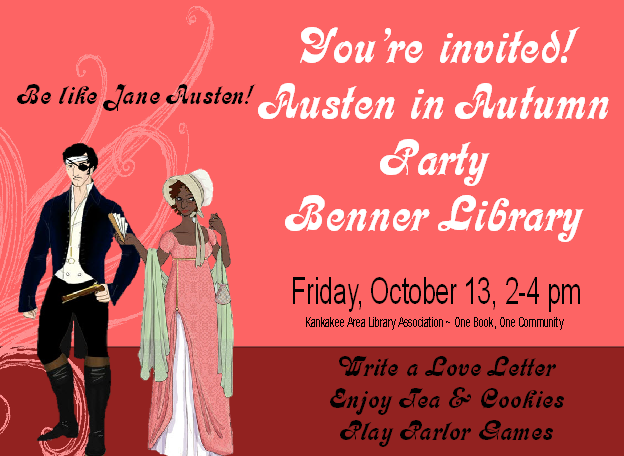 You're invited!
Be like Jane Austen!
Austen in Autumn
Party
Benner Library
Friday, October 13, 2-4 pm
Kankakee Area Library Association ~ One Book, One Community
Write a Love Letter
Enjoy Tea & Cookies
Play Parlor Games